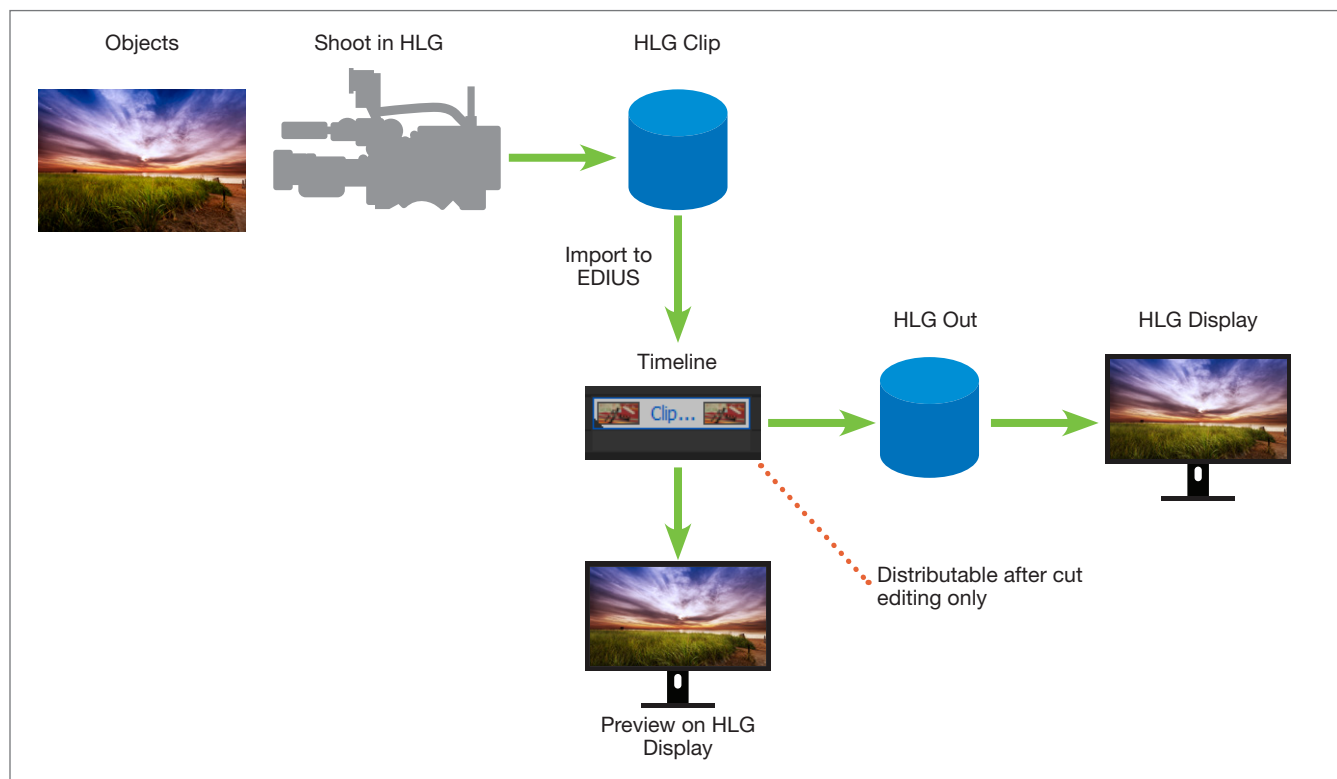 Objects
Shoot in HLG
HLG Clip
Import to
EDIUS
Timeline
Clip...
HLG Out
HLG Display
Distributable after cut
editing only
Preview on HLG
Display